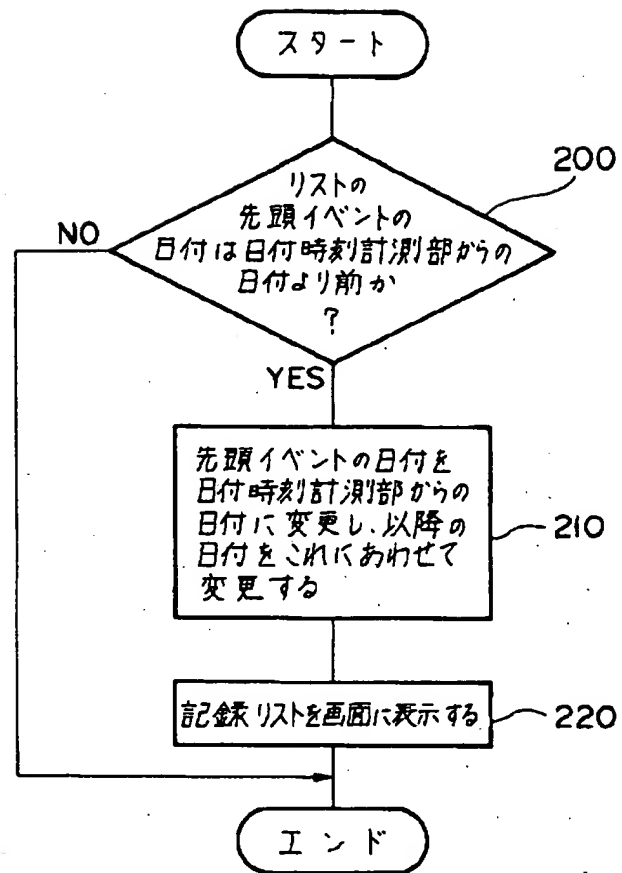 スタート
200
リストの
先頭イベントの
NO
日付は日付時刻計測部からの
日付より前か
?
YES
先頭イベントの日付を
日付時刻計測部からの
日付に変更し、以降の
日付をこれにあわせて
変更する
210
記録リストを画面に表示する
220
エンド